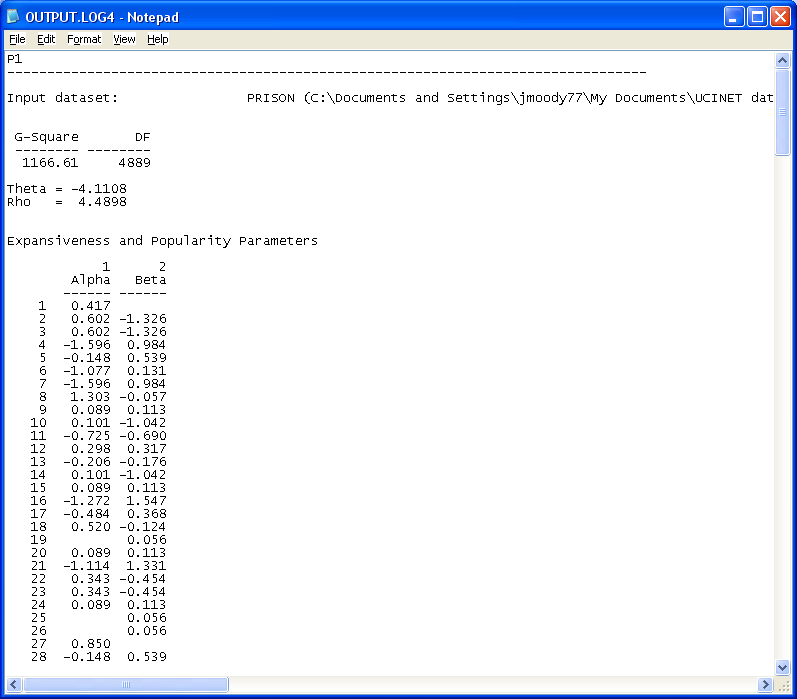 OUTPUT.LOG4 - Notepad
File Edit Format View Help
P1
--------------------------------------------------------------------------------
Input dataset:                PRISON (C:\Documents and Settings\jmoody77\My Documents\UCINET dat
 G-Square       DF
 -------- --------
  1166.61     4889
Theta = -4.1108
Rho   =  4.4898
Expansiveness and Popularity Parameters
            1      2
        Alpha   Beta
       ------ ------
    1   0.417
    2   0.602 -1.326
    3   0.602 -1.326
    4  -1.596  0.984
    5  -0.148  0.539
    6  -1.077  0.131
    7  -1.596  0.984
    8   1.303 -0.057
    9   0.089  0.113
   10   0.101 -1.042
   11  -0.725 -0.690
   12   0.298  0.317
   13  -0.206 -0.176
   14   0.101 -1.042
   15   0.089  0.113
   16  -1.272  1.547
   17  -0.484  0.368
   18   0.520 -0.124
   19          0.056
   20   0.089  0.113
   21  -1.114  1.331
   22   0.343 -0.454
   23   0.343 -0.454
   24   0.089  0.113
   25          0.056
   26          0.056
   27   0.850
   28  -0.148  0.539